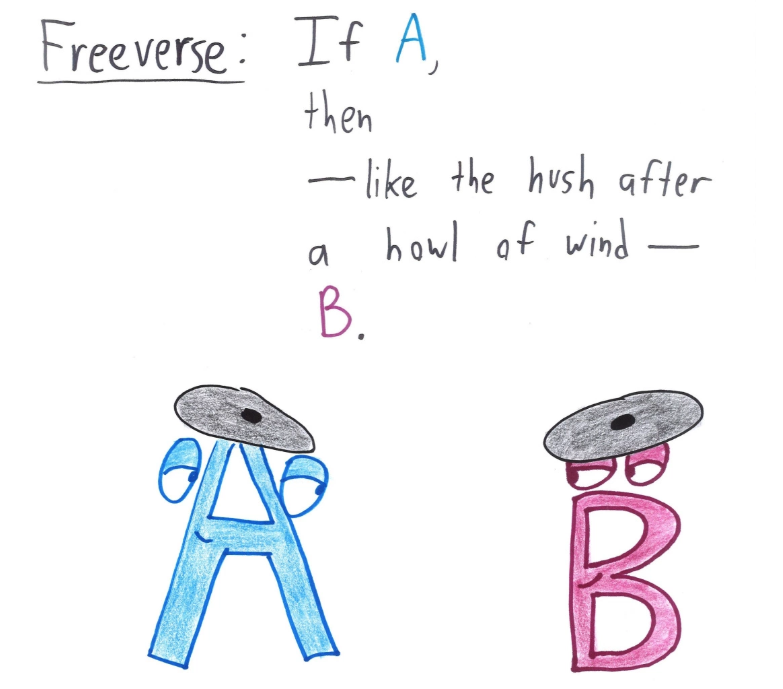 Freeverse: If A,
then
—like the hush after
a howl of wind—
B.
A B